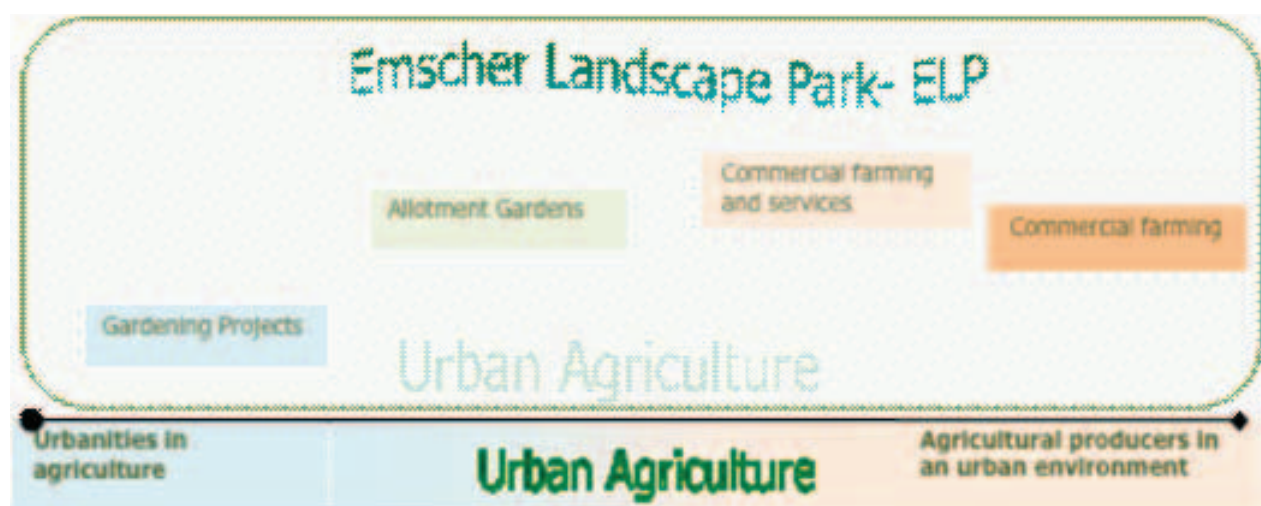 Emscher Landscape Park- ELP
Commercial farming
and services
Allotment Gardens
Commercial farming
Gardening Projects
Urban Agriculture
Urbanities in
agriculture
Urban Agriculture
Agricultural producers in
an urban environment